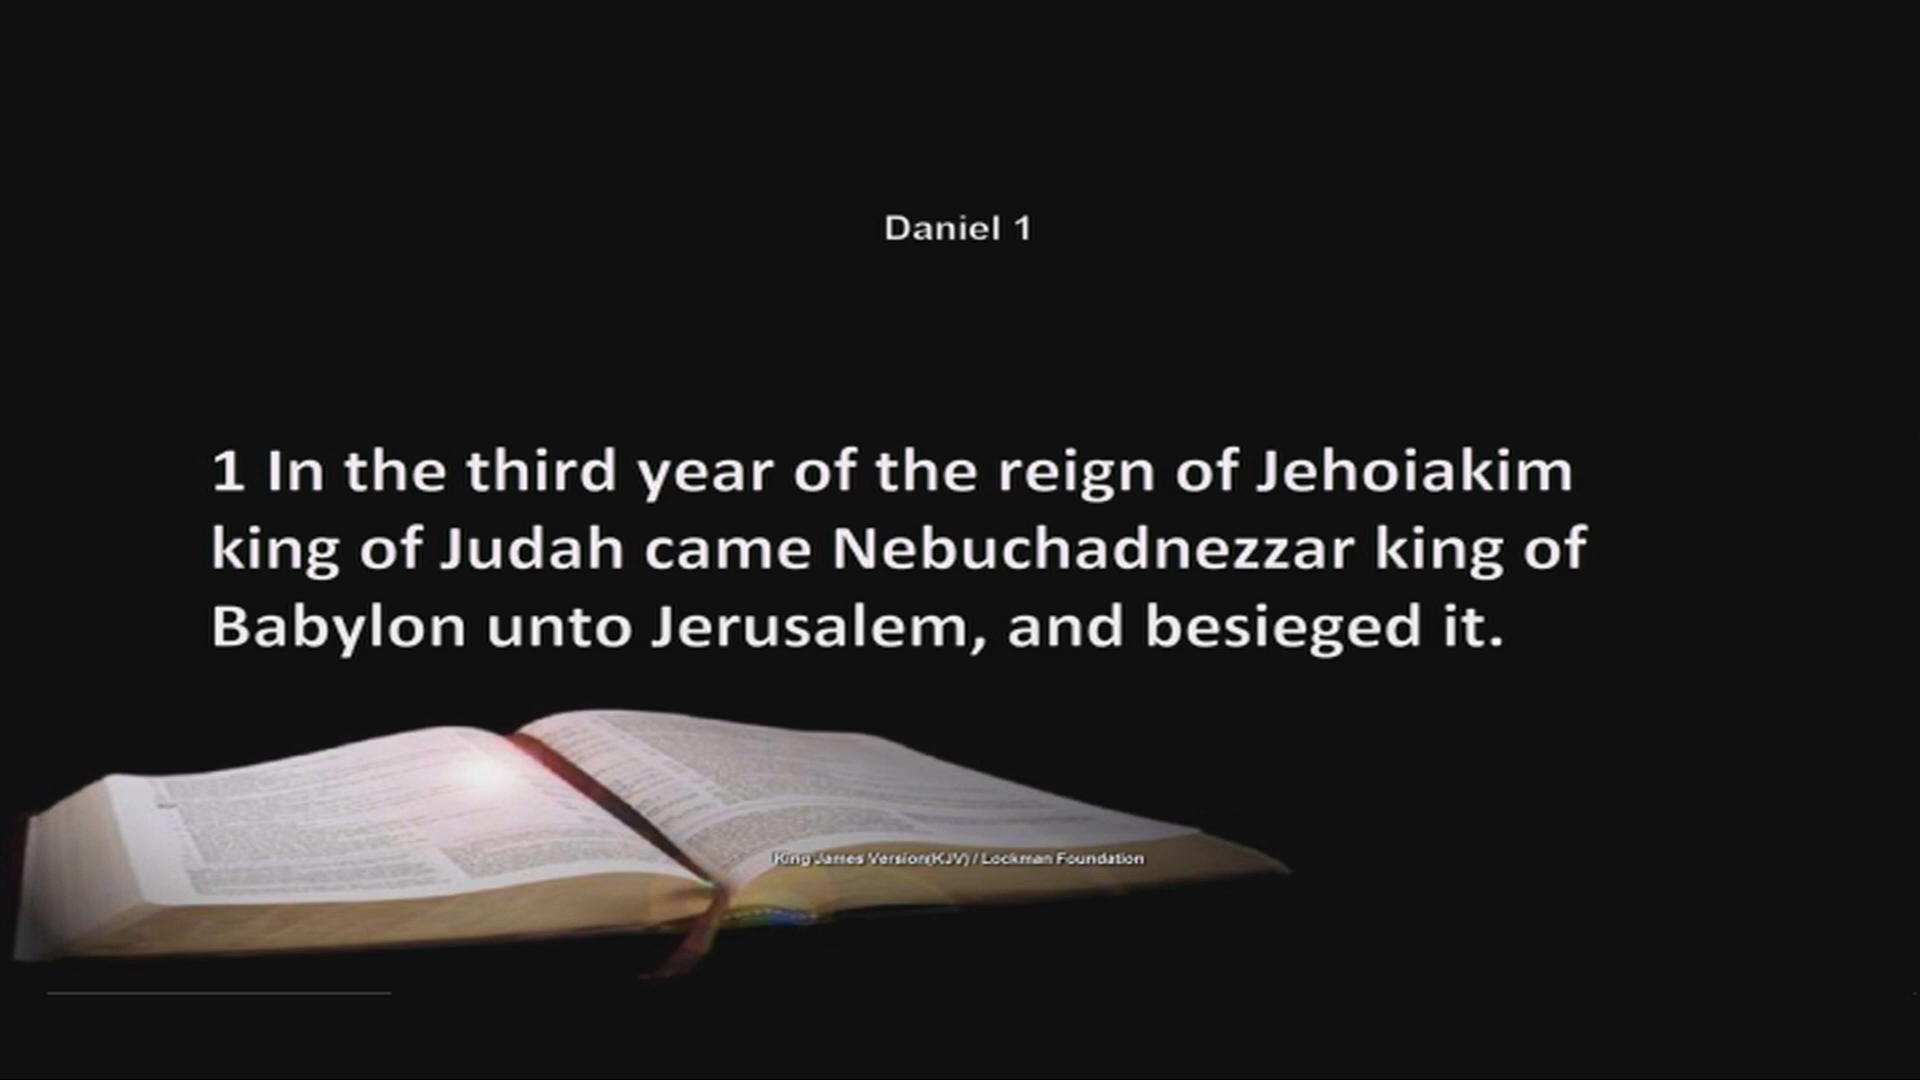 Daniel 1
1 In the third year of the reign of Jehoiakim
king of Judah came Nebuchadnezzar king of
Babylon unto Jerusalem, and besieged it.
King James Version(KJV) / Lockman Foundation